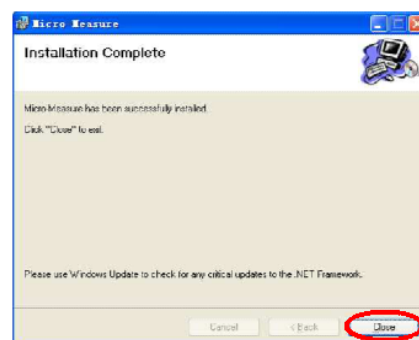 Micro Measure
Installation Complete
Micro Measure has been successfully installed.
Click "Close" to exit.
Please use Windows Update to check for any critical updates to the .NET Framework.
Cancel
< Back
Close